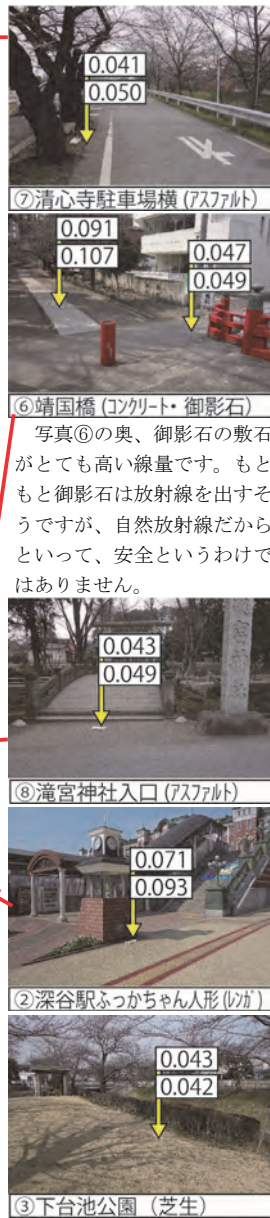 0.041
0.050
⑦清心寺駐車場横(アスファルト)
0.091
0.107
0.047
0.049
⑥靖国橋(コンクリート・御影石)
写真⑥の奥、御影石の敷石
がとても高い線量です。もと
もと御影石は放射線を出すそ
うですが、自然放射線だから
といって、安全というわけで
はありません。
0.043
0.049
⑧滝宮神社入口(アスファルト)
0.071
0.093
②深谷駅ふっかちゃん人形(レンガ)
0.043
0.042
③下台池公園(芝生)